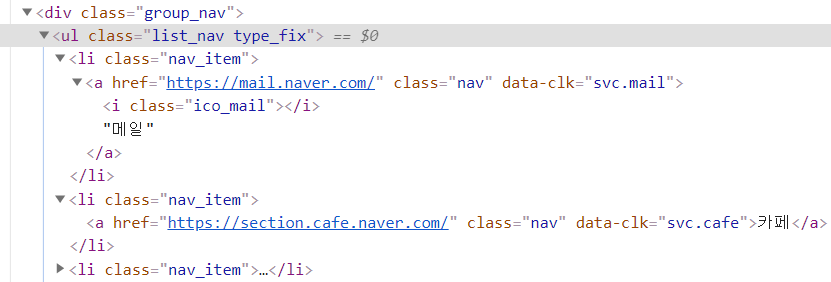 ▼<div class="group_nav">
▼<ul class="list_nav type_fix"> == $0
▼<li class="nav_item">
▼<a href="https://mail.naver.com/" class="nav" data-clk="svc.mail">
<i class="ico_mail"></i>
"메일"
</a>
</li>
▼<li class="nav_item">
<a href="https://section.cafe.naver.com/" class="nav" data-clk="svc.cafe">카페</a>
</li>
▶<li class="nav_item">…</li>